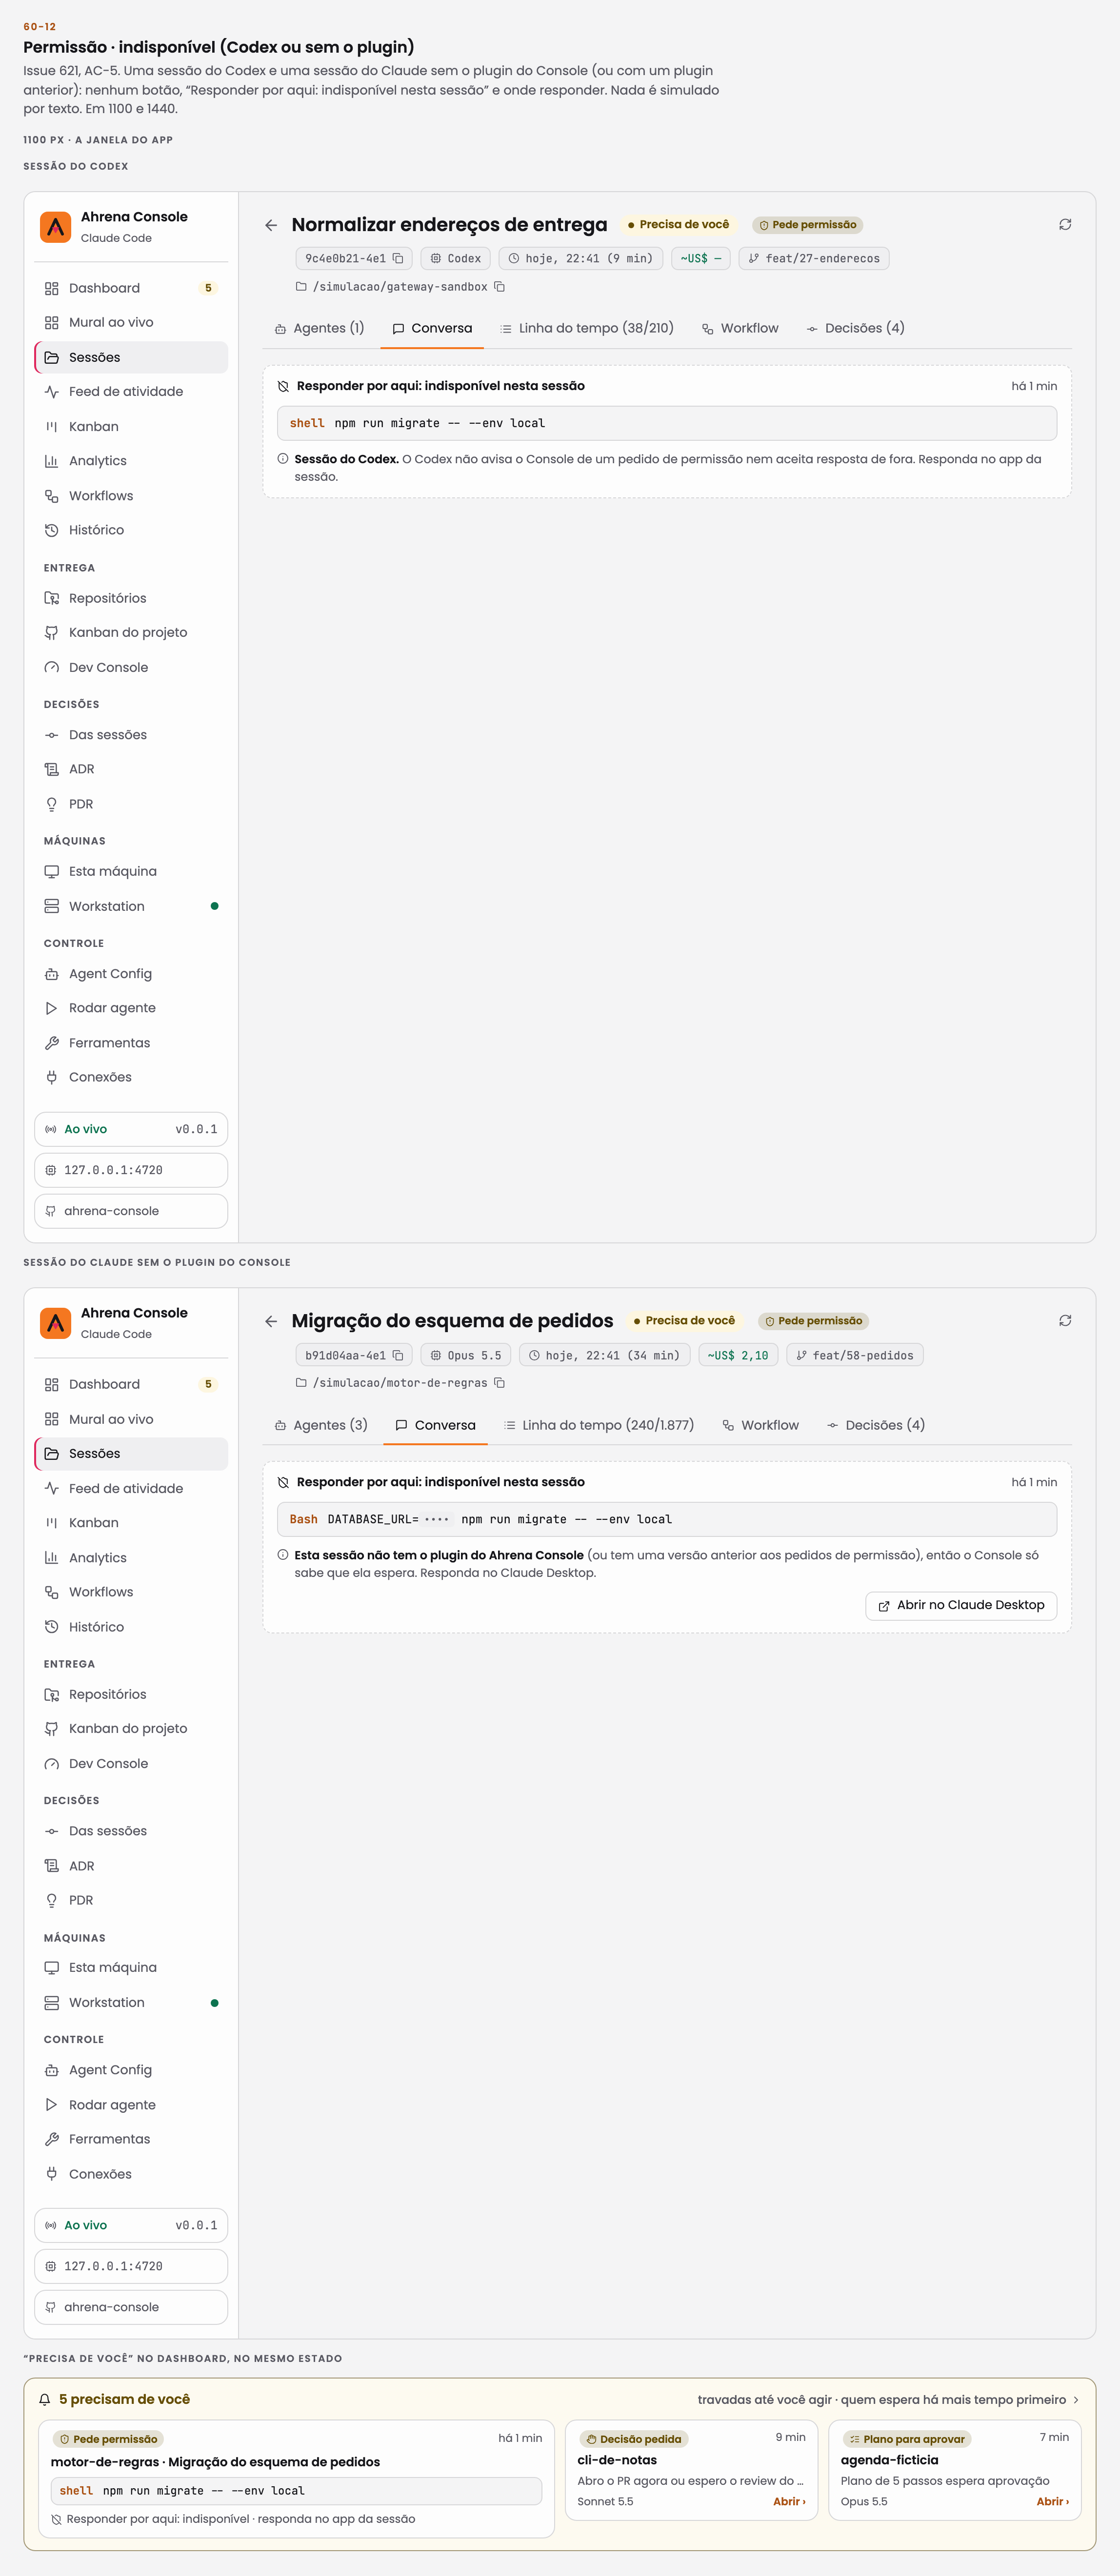 60-12
Permissão · indisponível (Codex ou sem o plugin)
Issue 621, AC-5. Uma sessão do Codex e uma sessão do Claude sem o plugin do Console (ou com um plugin
anterior): nenhum botão, “Responder por aqui: indisponível nesta sessão” e onde responder. Nada é simulado
por texto. Em 1100 e 1440.
1100 PX · A JANELA DO APP
SESSÃO DO CODEX
Ahrena Console
Claude Code
Dashboard 5
Mural ao vivo
Sessões
Feed de atividade
Kanban
Analytics
Workflows
Histórico
ENTREGA
Repositórios
Kanban do projeto
Dev Console
DECISÕES
Das sessões
ADR
PDR
MÁQUINAS
Esta máquina
Workstation
CONTROLE
Agent Config
Rodar agente
Ferramentas
Conexões
Ao vivo v0.0.1
127.0.0.1:4720
ahrena-console
Normalizar endereços de entrega Precisa de você Pede permissão
9c4e0b21-4e1 Codex hoje, 22:41 (9 min) ~US$ — feat/27-enderecos
/simulacao/gateway-sandbox
Agentes (1) Conversa Linha do tempo (38/210) Workflow Decisões (4)
Responder por aqui: indisponível nesta sessão há 1 min
shell npm run migrate -- --env local
Sessão do Codex. O Codex não avisa o Console de um pedido de permissão nem aceita resposta de fora. Responda no app da
sessão.
SESSÃO DO CLAUDE SEM O PLUGIN DO CONSOLE
Ahrena Console
Claude Code
Dashboard 5
Mural ao vivo
Sessões
Feed de atividade
Kanban
Analytics
Workflows
Histórico
ENTREGA
Repositórios
Kanban do projeto
Dev Console
DECISÕES
Das sessões
ADR
PDR
MÁQUINAS
Esta máquina
Workstation
CONTROLE
Agent Config
Rodar agente
Ferramentas
Conexões
Ao vivo v0.0.1
127.0.0.1:4720
ahrena-console
Migração do esquema de pedidos Precisa de você Pede permissão
b91d04aa-4e1 Opus 5.5 hoje, 22:41 (34 min) ~US$ 2,10 feat/58-pedidos
/simulacao/motor-de-regras
Agentes (3) Conversa Linha do tempo (240/1.877) Workflow Decisões (4)
Responder por aqui: indisponível nesta sessão há 1 min
Bash DATABASE_URL= •••• npm run migrate -- --env local
Esta sessão não tem o plugin do Ahrena Console (ou tem uma versão anterior aos pedidos de permissão), então o Console só
sabe que ela espera. Responda no Claude Desktop.
Abrir no Claude Desktop
“PRECISA DE VOCÊ” NO DASHBOARD, NO MESMO ESTADO
5 precisam de você travadas até você agir · quem espera há mais tempo primeiro ›
Pede permissão há 1 min
motor-de-regras · Migração do esquema de pedidos
shell npm run migrate -- --env local
Responder por aqui: indisponível · responda no app da sessão
Decisão pedida 9 min
cli-de-notas
Abro o PR agora ou espero o review do ...
Sonnet 5.5 Abrir ›
Plano para aprovar 7 min
agenda-ficticia
Plano de 5 passos espera aprovação
Opus 5.5 Abrir ›